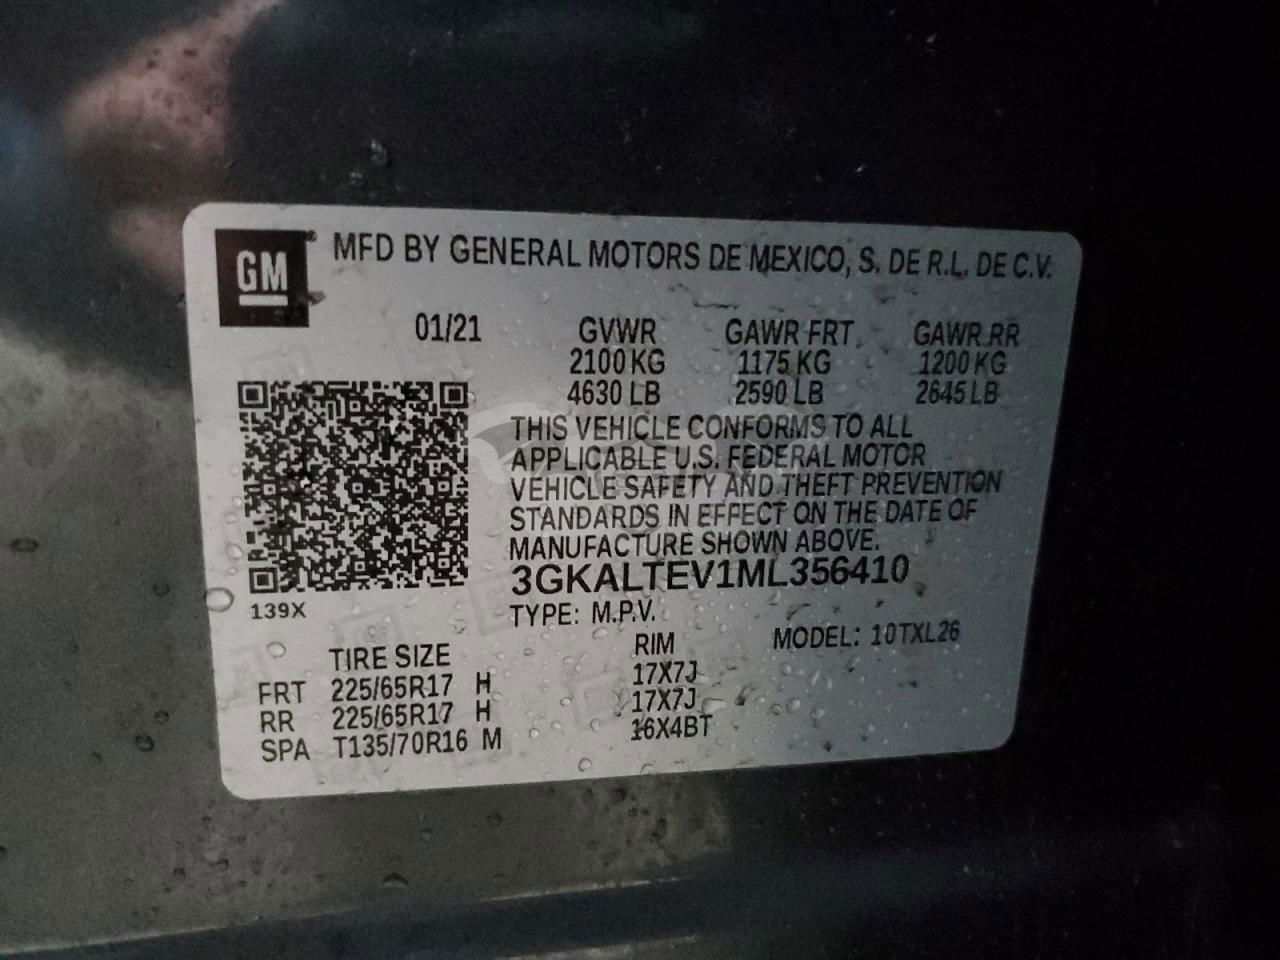 GM
MFD BY GENERAL MOTORS DE MEXICO, S. DE R.L. DE C.V.
01/21 GVWR GAWR FRT GAWR RR
2100 KG 1175 KG 1200 KG
4630 LB 2590 LB 2645 LB
THIS VEHICLE CONFORMS TO ALL
APPLICABLE U.S. FEDERAL MOTOR
VEHICLE SAFETY AND THEFT PREVENTION
STANDARDS IN EFFECT ON THE DATE OF
MANUFACTURE SHOWN ABOVE.
3GKALTEV1ML356410
139X
TYPE: M.P.V. MODEL: 10TXL26
TIRE SIZE RIM
FRT 225/65R17 H 17X7J
RR 225/65R17 H 17X7J
SPA T135/70R16 M 16X4BT